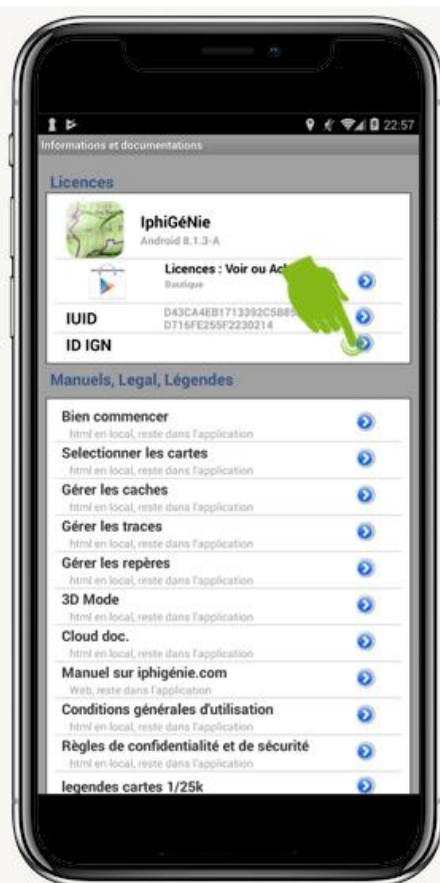 22:57
Informations et documentations
Licences
IphiGéNie
Android 8.1.3-A
Licences : Voir ou
Boutique
IUID
D716FE255F2230214
ID IGN
Manuels, Legal, Légendes
Bien commencer
html en local, reste dans l'application
Selectionner les cartes
html en local, reste dans l'application
Gérer les caches
html en local, reste dans l'application
Gérer les traces
html en local, reste dans l'application
Gérer les repères
html en local, reste dans l'application
3D Mode
html en local, reste dans l'application
Cloud doc.
html en local, reste dans l'application
Manuel sur iphigénie.com
Web, reste dans l'application
Conditions générales d'utilisation
html en local, reste dans l'application
Règles de confidentialité et de sécurité
html en local, reste dans l'application
legendes cartes 1/25k